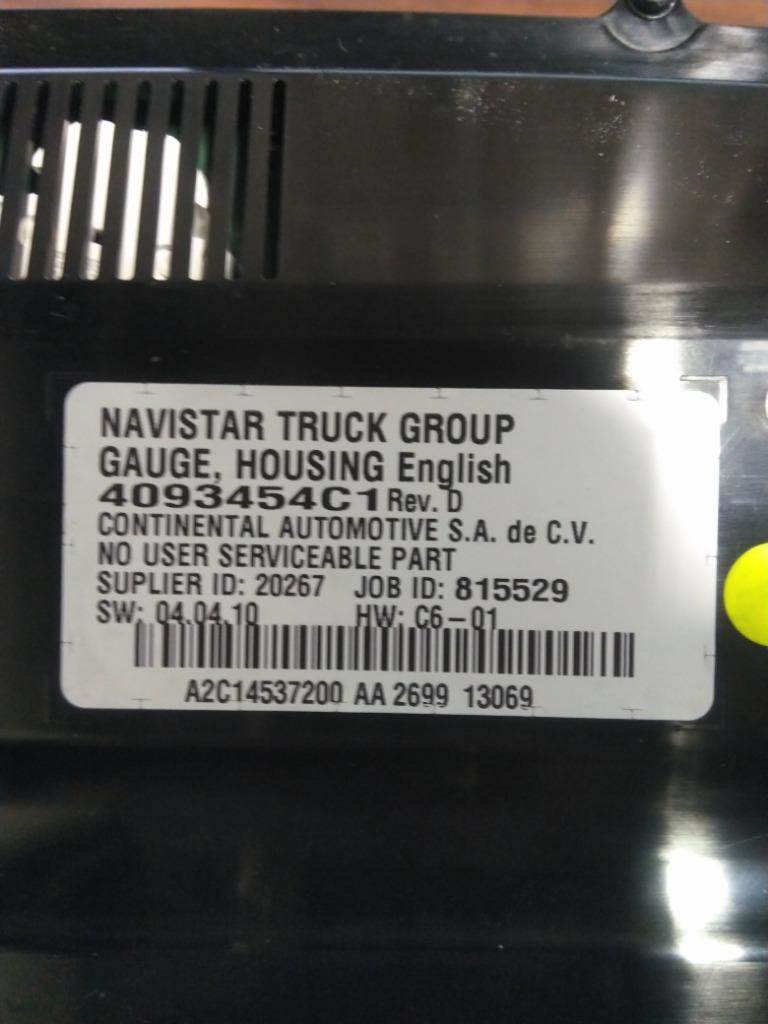 NAVISTAR TRUCK GROUP
GAUGE, HOUSING English
4093454C1 Rev. D
CONTINENTAL AUTOMOTIVE S.A. de C.V.
NO USER SERVICEABLE PART
SUPLIER ID: 20267 JOB ID: 815529
SW: 04.04.10 HW: C6-01
A2C14537200 AA 2699 13069